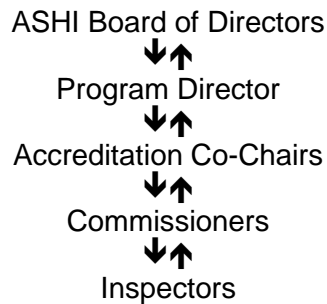 ASHI Board of Directors
Program Director
Accreditation Co-Chairs
Commissioners
Inspectors